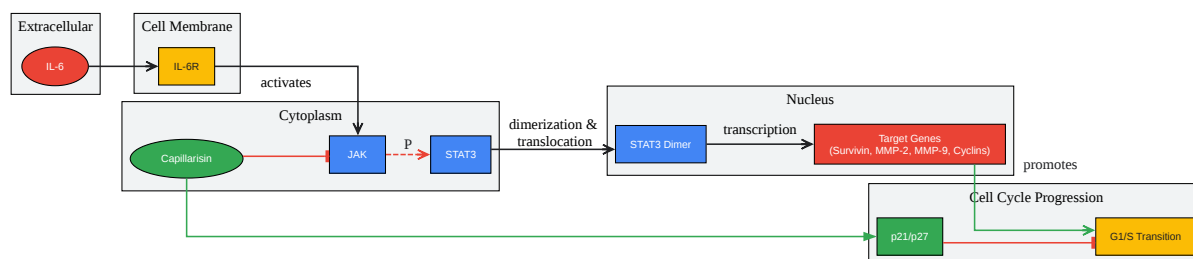 Extracellular
IL-6
Cell Membrane
IL-6R
activates
Cytoplasm
Capillarisin
JAK
P
STAT3
dimerization &
translocation
Nucleus
STAT3 Dimer
transcription
Target Genes
(Survivin, MMP-2, MMP-9, Cyclins)
promotes
Cell Cycle Progression
p21/p27
G1/S Transition